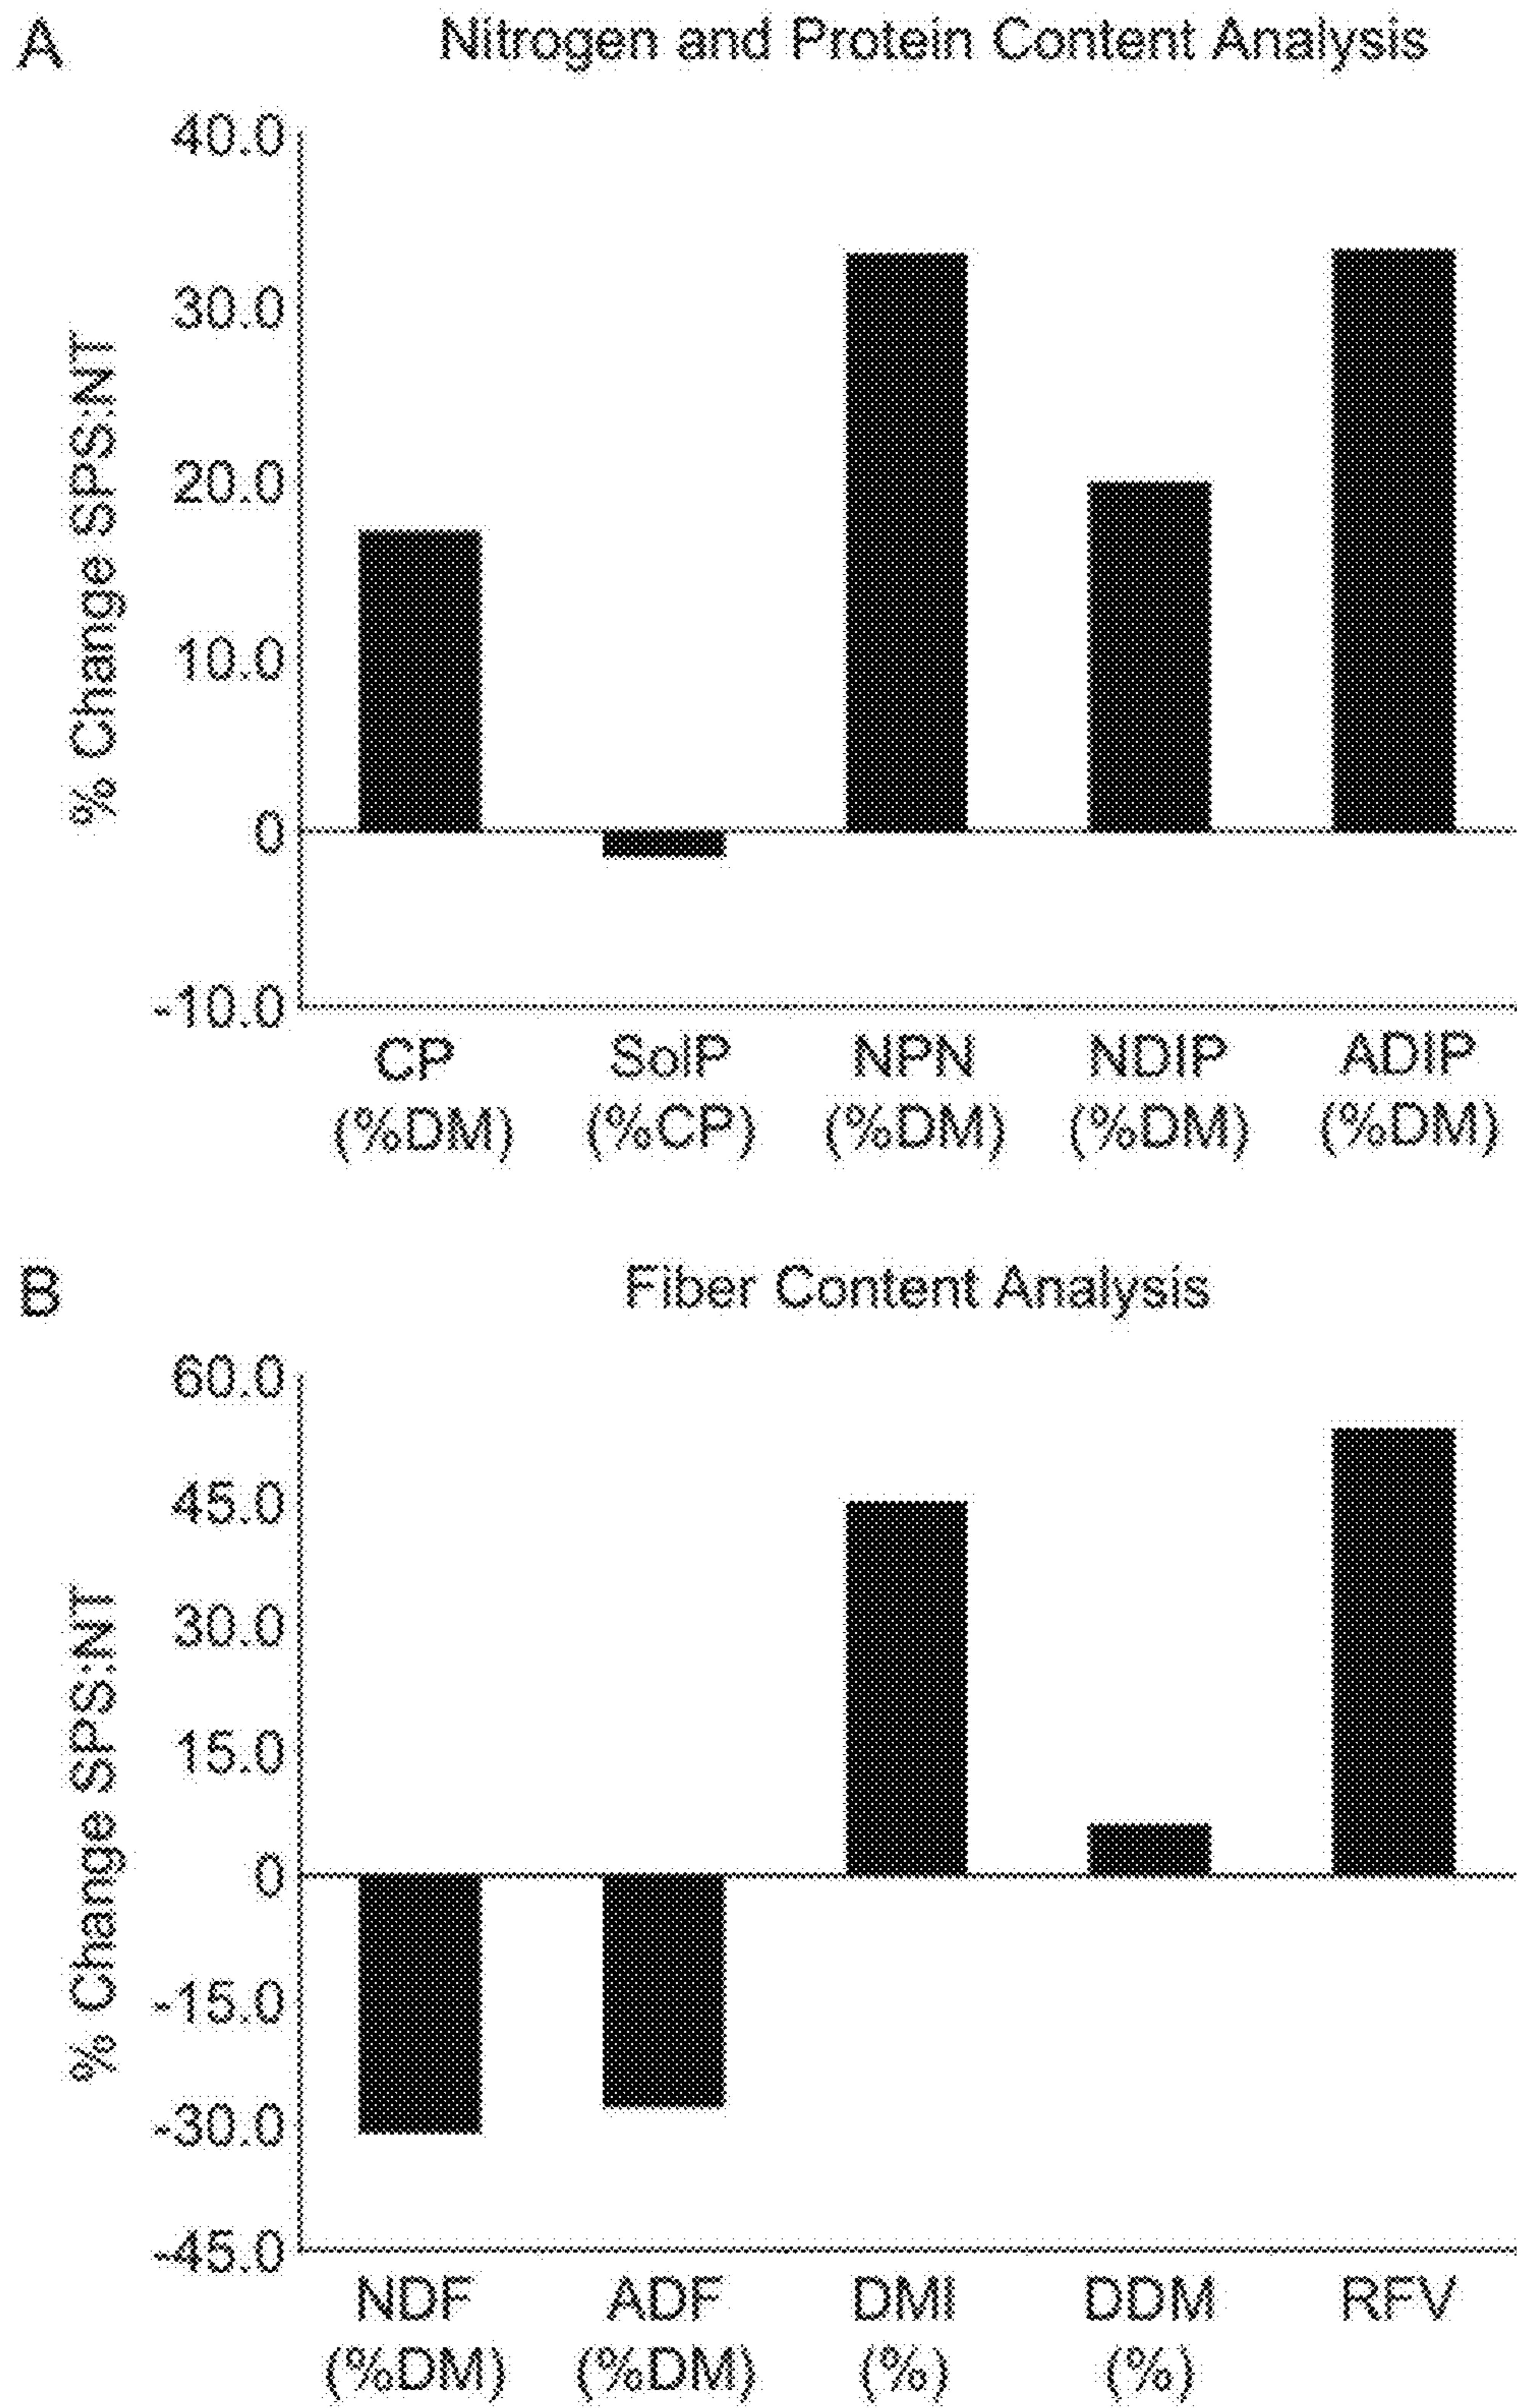 A
Nitrogen and Protein Content Analysis
% Change SPS:NT
40.0
30.0
20.0
10.0
0
-10.0
CP
(%DM)
SolP
(%CP)
NPN
(%DM)
NDIP
(%DM)
ADIP
(%DM)
B
Fiber Content Analysis
% Change SPS:NT
60.0
45.0
30.0
15.0
0
-15.0
-30.0
-45.0
NDF
(%DM)
ADF
(%DM)
DMI
(%)
DDM
(%)
RFV